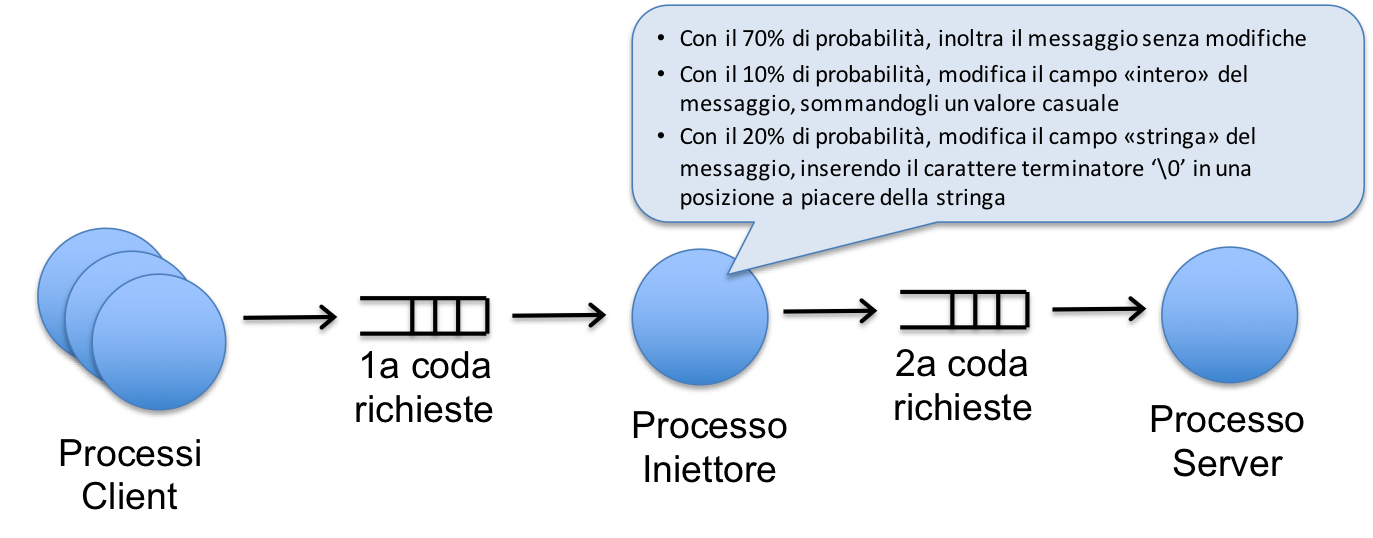 • Con il 70% di probabilità, inoltra il messaggio senza modifiche
• Con il 10% di probabilità, modifica il campo «intero» del
messaggio, sommandogli un valore casuale
• Con il 20% di probabilità, modifica il campo «stringa» del
messaggio, inserendo il carattere terminatore ‘\0’ in una
posizione a piacere della stringa
1a coda
richieste
2a coda
richieste
Processi
Client
Processo
Iniettore
Processo
Server